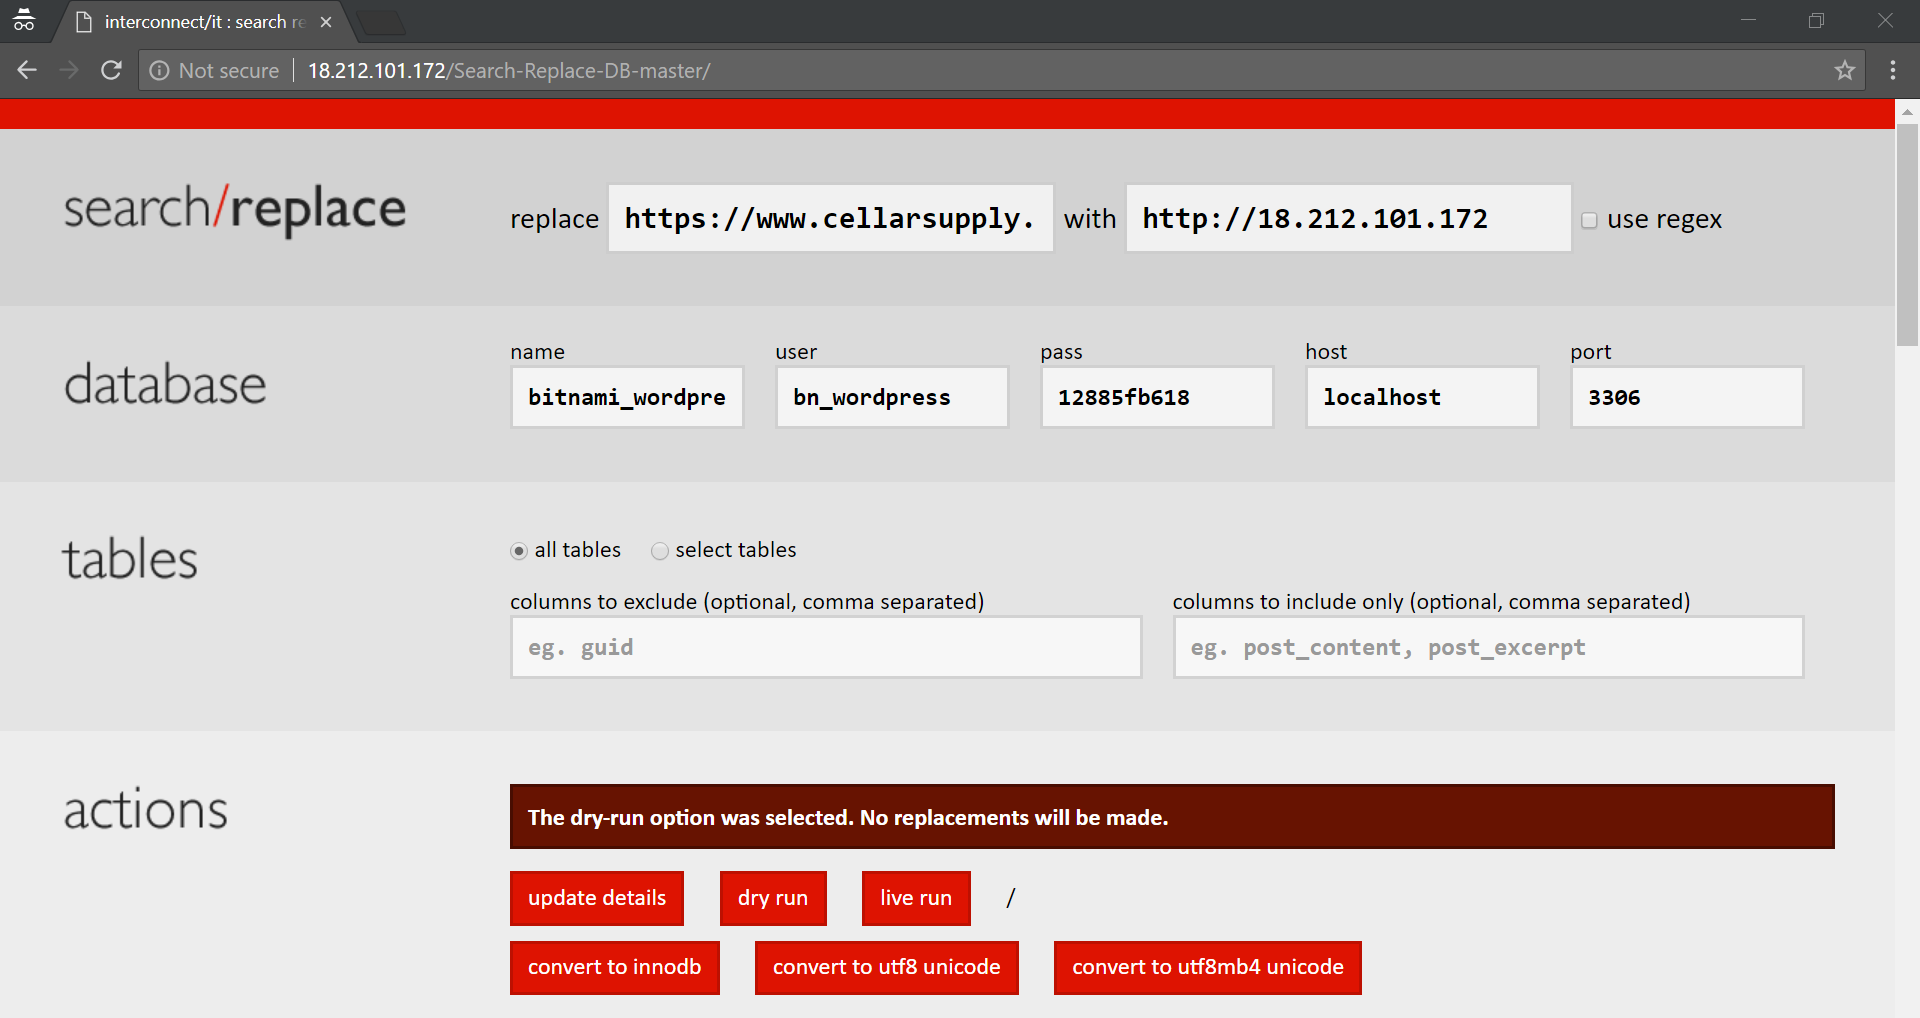 interconnect/it : search re
Not secure 18.212.101.172/Search-Replace-DB-master/
search/replace
replace https://www.cellarsupply. with http://18.212.101.172 use regex
database
name user pass host port
bitnami_wordpre bn_wordpress 12885fb618 localhost 3306
tables
all tables select tables
columns to exclude (optional, comma separated) columns to include only (optional, comma separated)
eg. guid eg. post_content, post_excerpt
actions
The dry-run option was selected. No replacements will be made.
update details dry run live run /
convert to innodb convert to utf8 unicode convert to utf8mb4 unicode